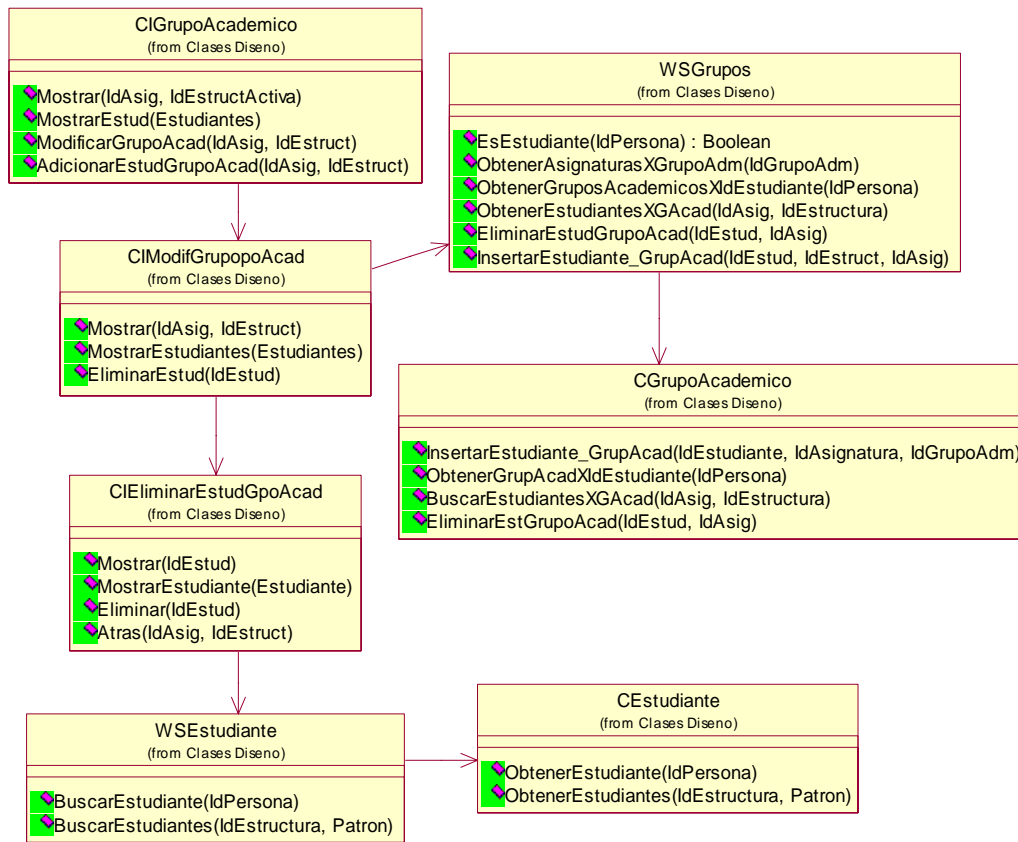 CIGrupoAcademico
(from Clases Diseno)
Mostrar(IdAsig, IdEstructActiva)
MostrarEstud(Estudiantes)
ModificarGrupoAcad(IdAsig, IdEstruct)
AdicionarEstudGrupoAcad(IdAsig, IdEstruct)
WSGrupos
(from Clases Diseno)
EsEstudiante(IdPersona) : Boolean
ObtenerAsignaturasXGrupoAdm(IdGrupoAdm)
ObtenerGruposAcademicosXIdEstudiante(IdPersona)
ObtenerEstudiantesXGAcad(IdAsig, IdEstructura)
EliminarEstudGrupoAcad(IdEstud, IdAsig)
InsertarEstudiante_GrupAcad(IdEstud, IdEstruct, IdAsig)
CIModifGrupopoAcad
(from Clases Diseno)
Mostrar(IdAsig, IdEstruct)
MostrarEstudiantes(Estudiantes)
EliminarEstud(IdEstud)
CGrupoAcademico
(from Clases Diseno)
InsertarEstudiante_GrupAcad(IdEstudiante, IdAsignatura, IdGrupoAdm)
ObtenerGrupAcadXIdEstudiante(IdPersona)
BuscarEstudiantesXGAcad(IdAsig, IdEstructura)
EliminarEstGrupoAcad(IdEstud, IdAsig)
CIEliminarEstudGpoAcad
(from Clases Diseno)
Mostrar(IdEstud)
MostrarEstudiante(Estudiante)
Eliminar(IdEstud)
Atras(IdAsig, IdEstruct)
WSEstudiante
(from Clases Diseno)
BuscarEstudiante(IdPersona)
BuscarEstudiantes(IdEstructura, Patron)
CEstudiante
(from Clases Diseno)
ObtenerEstudiante(IdPersona)
ObtenerEstudiantes(IdEstructura, Patron)